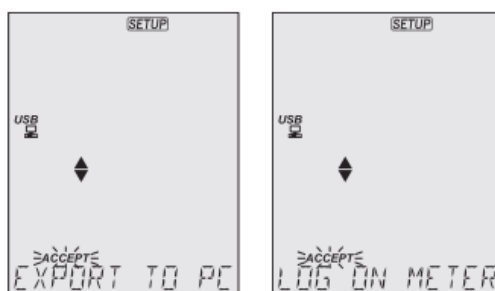 SETUP
USB
ACCEPT
EXPORT TO PC
SETUP
USB
ACCEPT
LOG ON METER